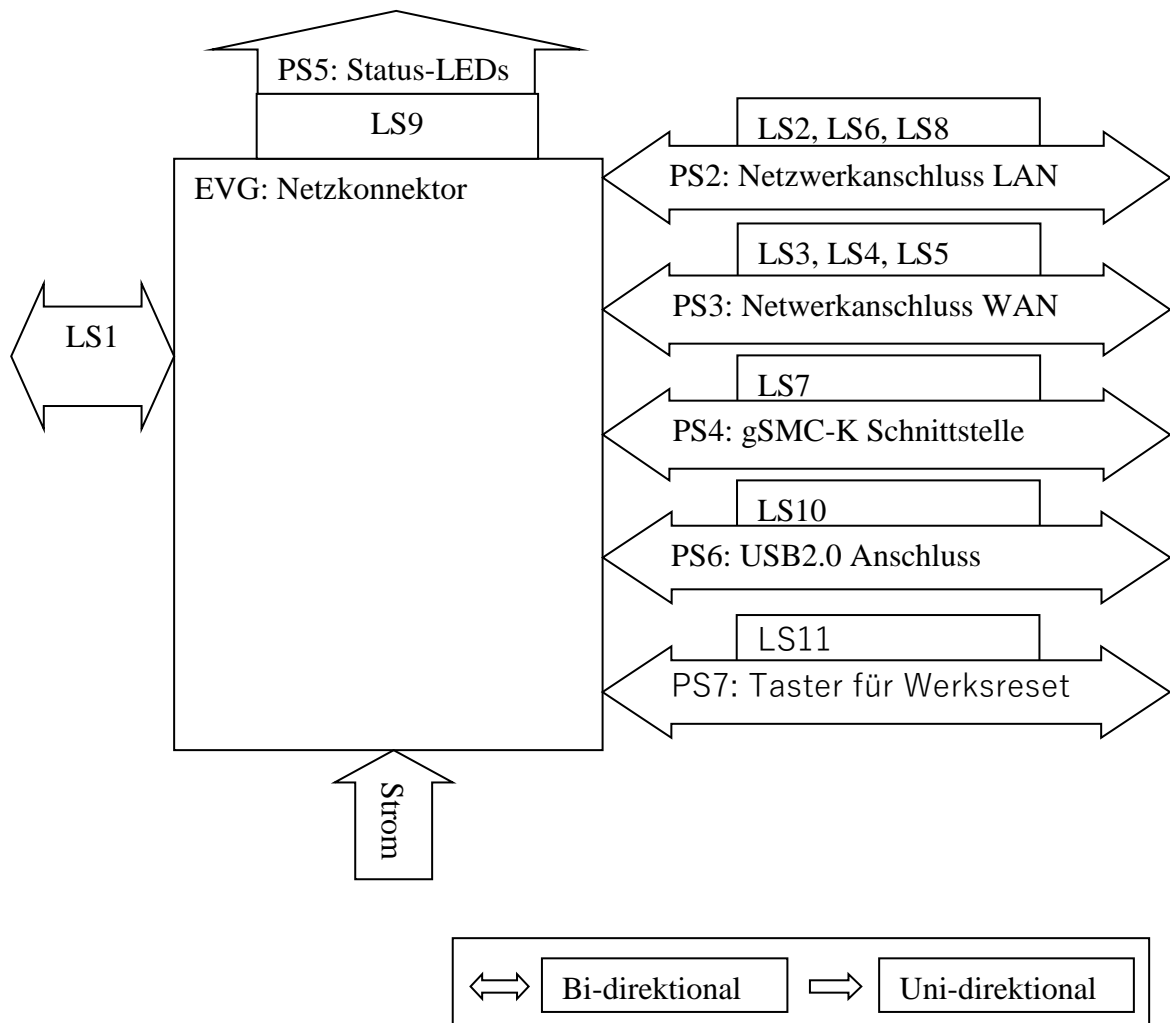 PS5: Status-LEDs
LS9
EVG: Netzkonnektor
LS1
LS2, LS6, LS8
PS2: Netzwerkanschluss LAN
LS3, LS4, LS5
PS3: Netwerkanschluss WAN
LS7
PS4: gSMC-K Schnittstelle
LS10
PS6: USB2.0 Anschluss
LS11
PS7: Taster für Werksreset
Strom
Bi-direktional
Uni-direktional